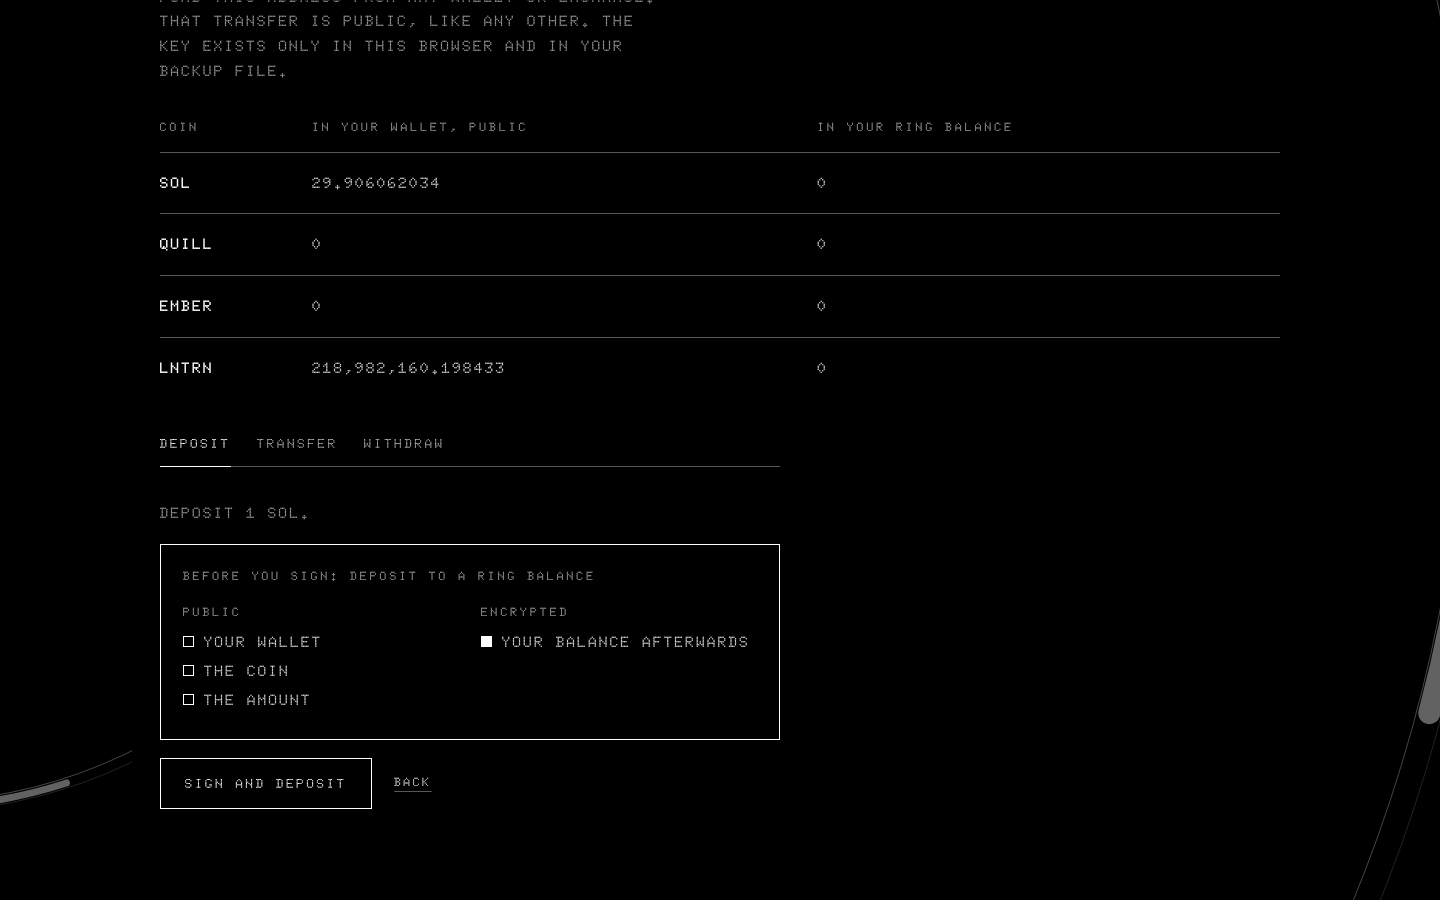 THAT TRANSFER IS PUBLIC, LIKE ANY OTHER. THE
KEY EXISTS ONLY IN THIS BROWSER AND IN YOUR
BACKUP FILE.
COIN IN YOUR WALLET, PUBLIC IN YOUR RING BALANCE
SOL 29.906062034 0
QUILL 0 0
EMBER 0 0
LNTRN 218,982,160.198433 0
DEPOSIT TRANSFER WITHDRAW
DEPOSIT 1 SOL.
BEFORE YOU SIGN: DEPOSIT TO A RING BALANCE
PUBLIC ENCRYPTED
YOUR WALLET YOUR BALANCE AFTERWARDS
THE COIN
THE AMOUNT
SIGN AND DEPOSIT BACK